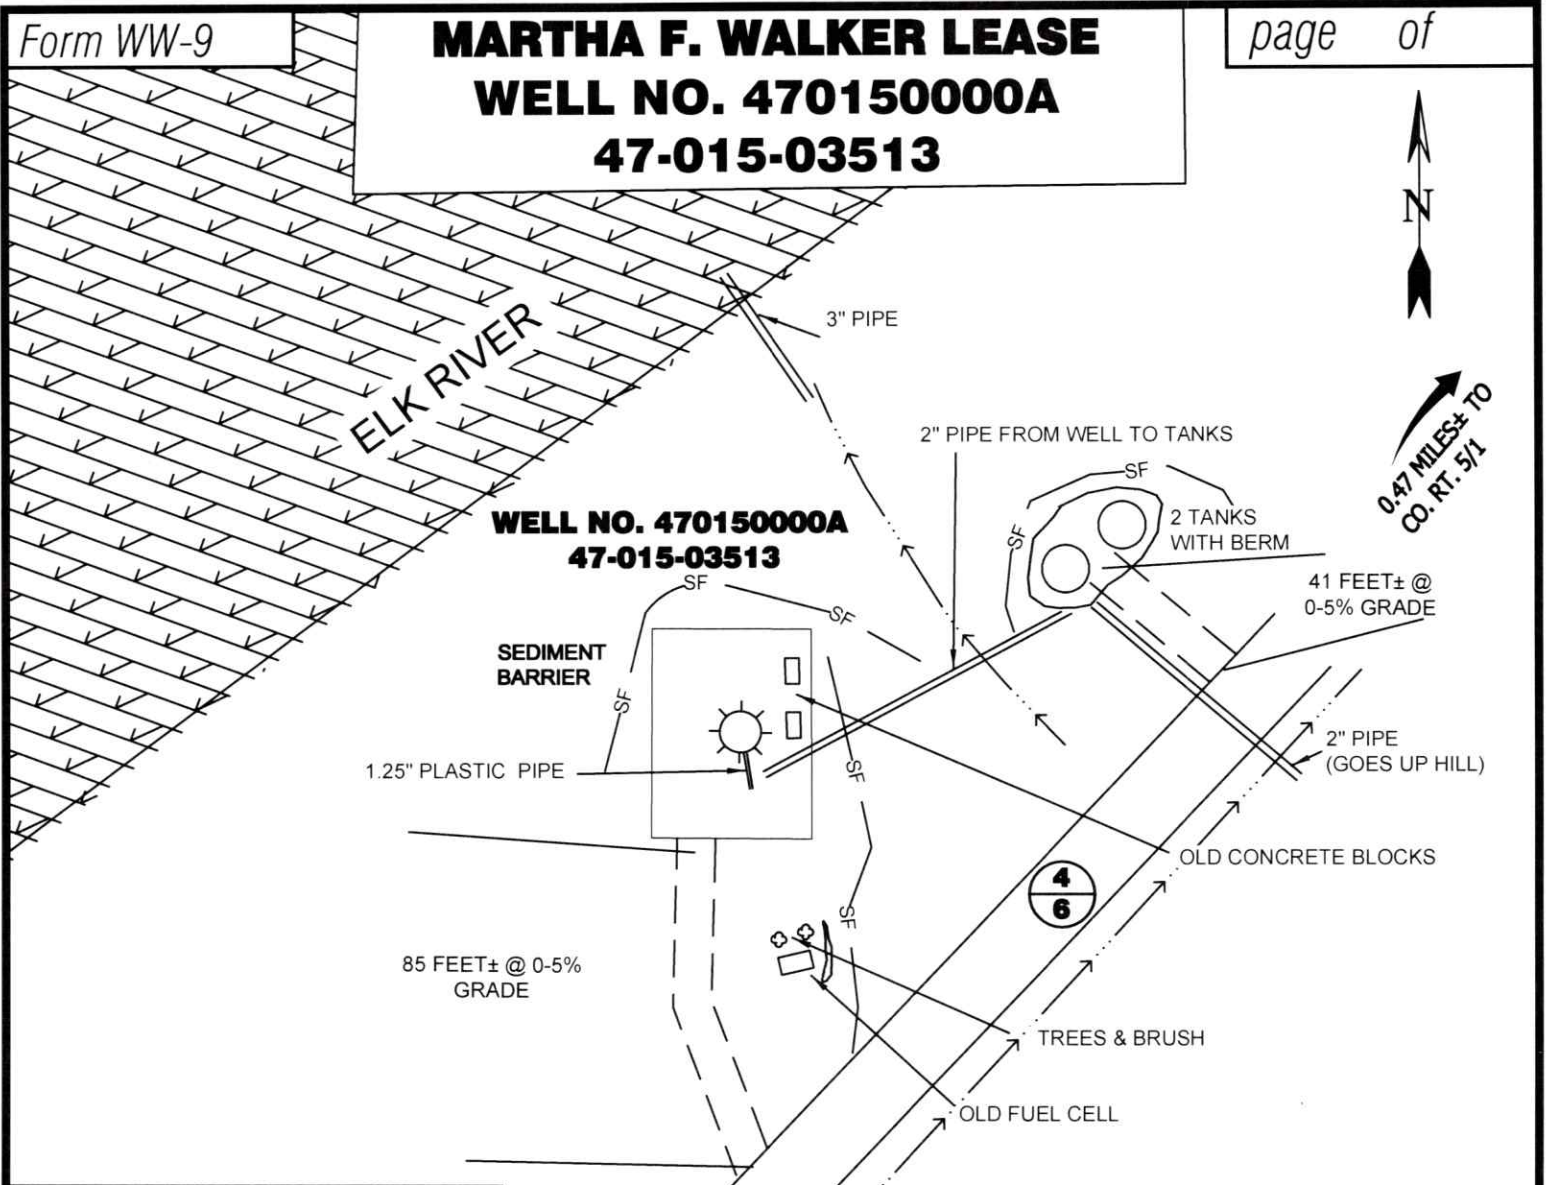 Form WW-9
MARTHA F. WALKER LEASE
WELL NO. 470150000A
47-015-03513
page of
N
3" PIPE
ELK RIVER
0.47 MILES± TO
CO. RT. 5/1
2" PIPE FROM WELL TO TANKS
SF
SF
2 TANKS
WITH BERM
WELL NO. 470150000A
47-015-03513
SF
SF
41 FEET± @
0-5% GRADE
SEDIMENT
BARRIER
SF
2" PIPE
(GOES UP HILL)
1.25" PLASTIC PIPE
SF
OLD CONCRETE BLOCKS
4
6
SF
85 FEET± @ 0-5%
GRADE
TREES & BRUSH
OLD FUEL CELL